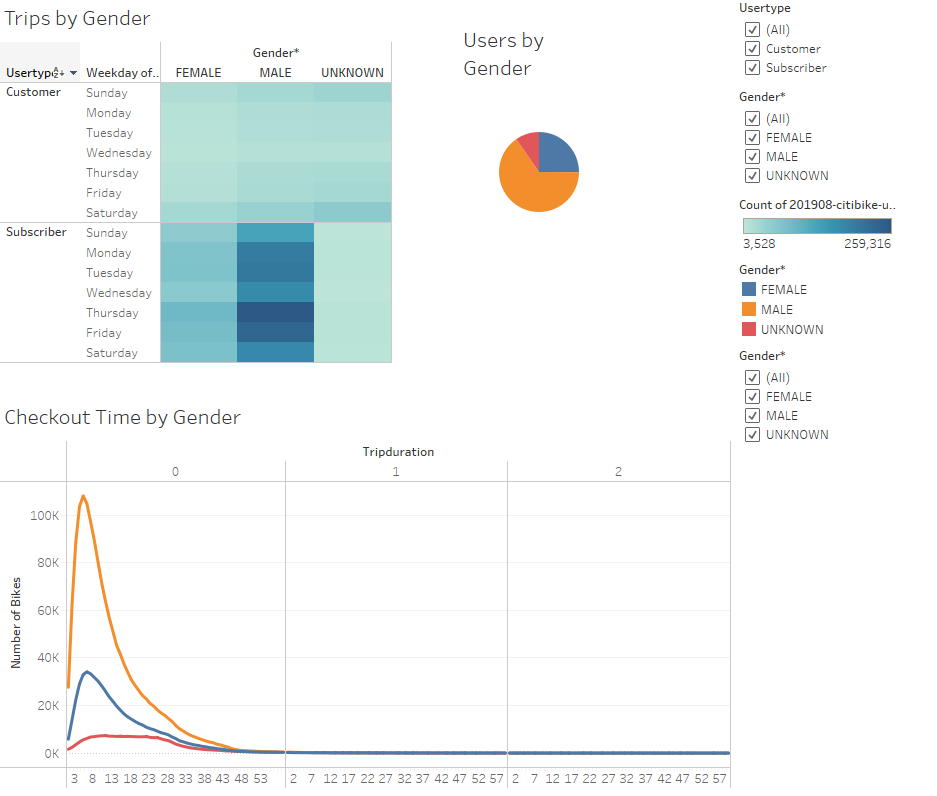 Trips by Gender
Gender*
Usertype Weekday of.. FEMALE MALE UNKNOWN
Customer Sunday
Monday
Tuesday
Wednesday
Thursday
Friday
Saturday
Subscriber Sunday
Monday
Tuesday
Wednesday
Thursday
Friday
Saturday
Users by
Gender
Usertype
(All)
Customer
Subscriber
Gender*
(All)
FEMALE
MALE
UNKNOWN
Count of 201908-citibike-u..
3,528 259,316
Gender*
FEMALE
MALE
UNKNOWN
Gender*
(All)
FEMALE
MALE
UNKNOWN
Checkout Time by Gender
Tripduration
0 1 2
Number of Bikes
100K
80K
60K
40K
20K
0K
3 8 13 18 23 28 33 38 43 48 53 2 7 12 17 22 27 32 37 42 47 52 57 2 7 12 17 22 27 32 37 42 47 52 57